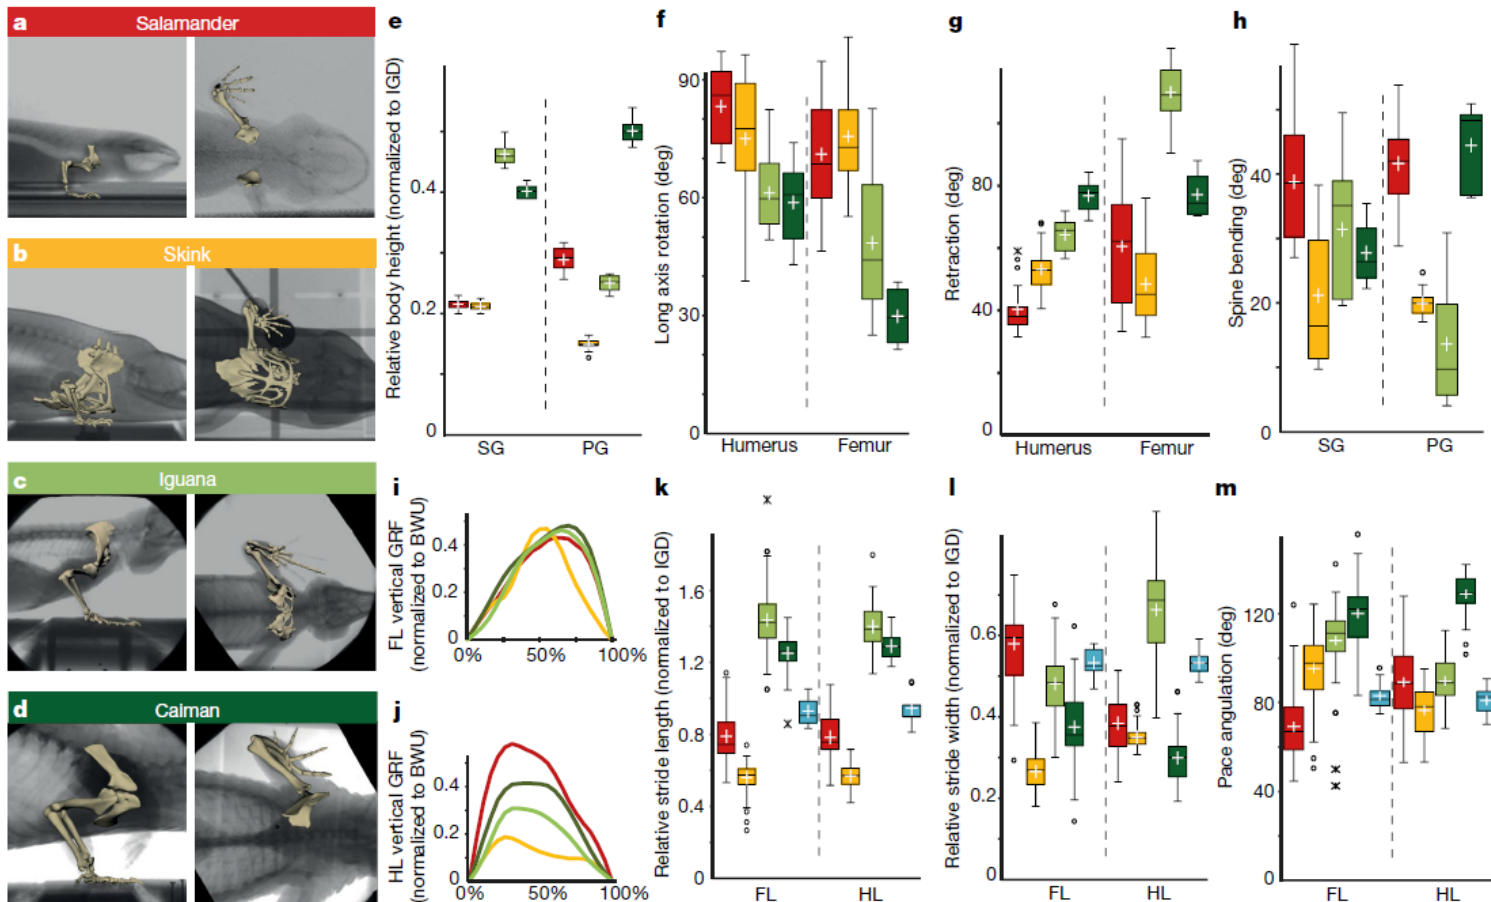 a Salamander
b Skink
c Iguana
d Caiman
e
Relative body height (normalized to IGD)
0.4
0.2
0
SG PG
f
Long axis rotation (deg)
90
60
30
0
Humerus Femur
g
Retraction (deg)
80
40
0
Humerus Femur
h
Spine bending (deg)
40
20
0
SG PG
i
FL vertical GRF
(normalized to BWU)
0.4
0.2
0
0% 50% 100%
j
HL vertical GRF
(normalized to BWU)
0.4
0.2
0
0% 50% 100%
k
Relative stride length (normalized to IGD)
1.6
1.2
0.8
0.4
0
FL HL
l
Relative stride width (normalized to IGD)
0.6
0.4
0.2
0
FL HL
m
Pace angulation (deg)
120
80
40
0
FL HL